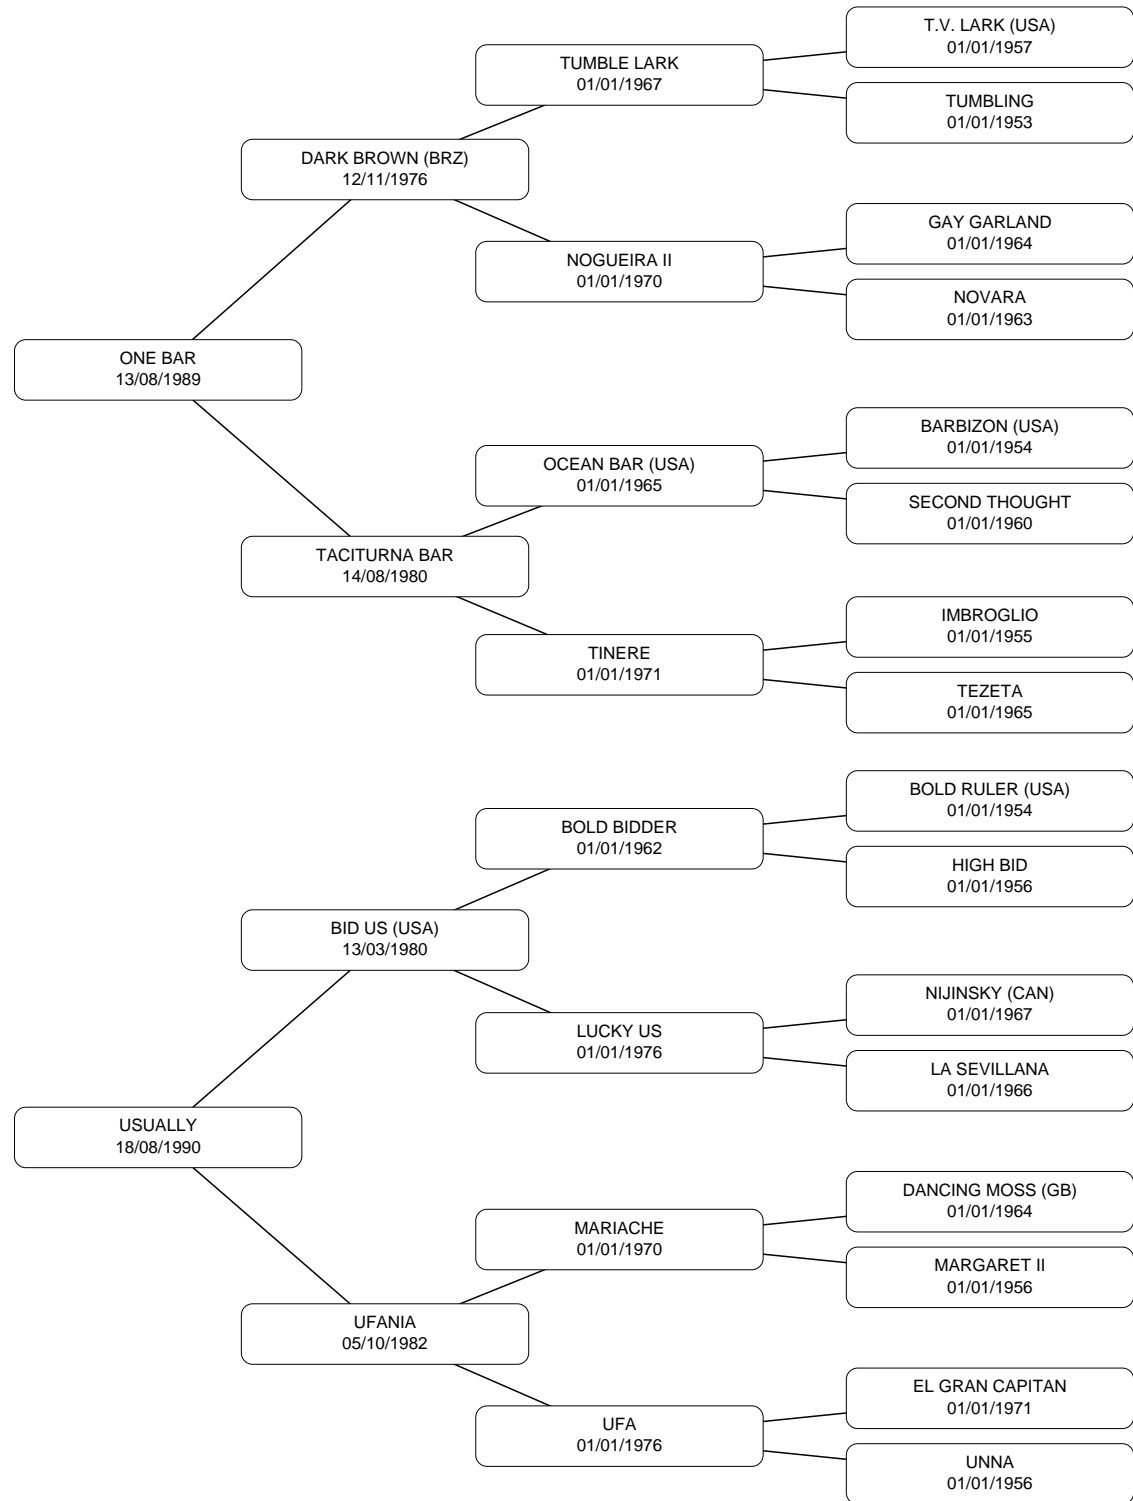 T.V. LARK (USA)
01/01/1957
TUMBLE LARK
01/01/1967
TUMBLING
01/01/1953
DARK BROWN (BRZ)
12/11/1976
GAY GARLAND
01/01/1964
NOGUEIRA II
01/01/1970
NOVARA
01/01/1963
ONE BAR
13/08/1989
BARBIZON (USA)
01/01/1954
OCEAN BAR (USA)
01/01/1965
SECOND THOUGHT
01/01/1960
TACITURNA BAR
14/08/1980
IMBROGLIO
01/01/1955
TINERE
01/01/1971
TEZETA
01/01/1965
BOLD RULER (USA)
01/01/1954
BOLD BIDDER
01/01/1962
HIGH BID
01/01/1956
BID US (USA)
13/03/1980
NIJINSKY (CAN)
01/01/1967
LUCKY US
01/01/1976
LA SEVILLANA
01/01/1966
USUALLY
18/08/1990
DANCING MOSS (GB)
01/01/1964
MARIACHE
01/01/1970
MARGARET II
01/01/1956
UFANIA
05/10/1982
EL GRAN CAPITAN
01/01/1971
UFA
01/01/1976
UNNA
01/01/1956